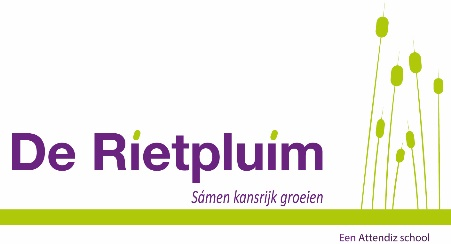 De Rietpluim
Sámen kansrijk groeien
Een Attendiz school